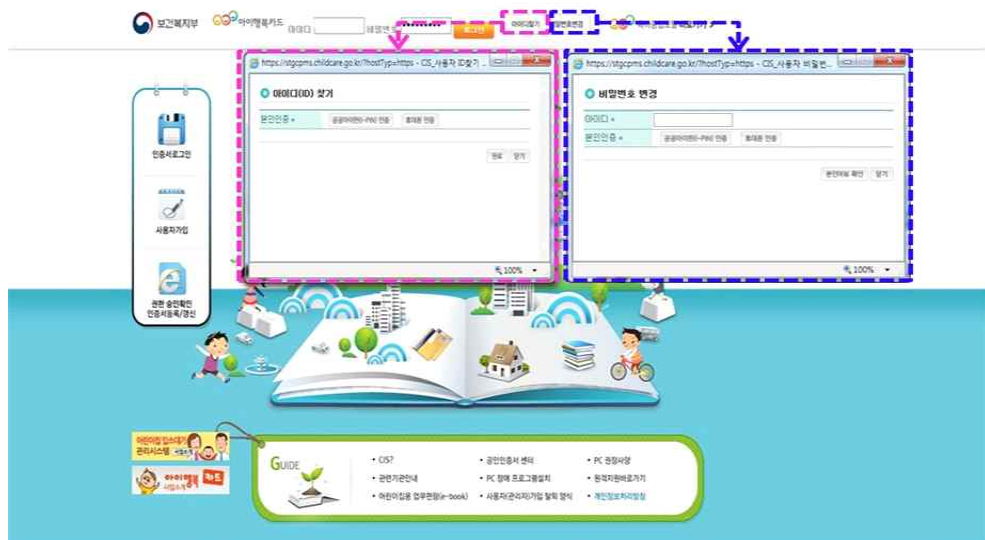 보건복지부
아이행복카드
아이디
비밀번
로그인
아이디찾기
https://stgcpms.childcare.go.kr/?hostTyp=https - CIS_사용자 ID찾기 ...
아이디(ID) 찾기
본인인증 *
공공아이핀(I-PIN) 인증
휴대폰 인증
완료
닫기
100%
https://stgcpms.childcare.go.kr/?hostTyp=https - CIS_사용자 비밀번...
비밀번호 변경
아이디 *
본인인증 *
공공아이핀(I-PIN) 인증
휴대폰 인증
본인여부 확인
닫기
100%
인증서로그인
사용자가입
권한 승인확인
인증서등록/갱신
어린이집 입소대기
관리시스템
아이행복 카드
사업소개
GUIDE
• CIS?
• 공인인증서 센터
• PC 권장사양
• 관련기관안내
• PC 장애 프로그램설치
• 원격지원바로가기
• 어린이집용 업무편람(e-book)
• 사용자(관리자)가입 탈퇴 양식
• 개인정보처리방침